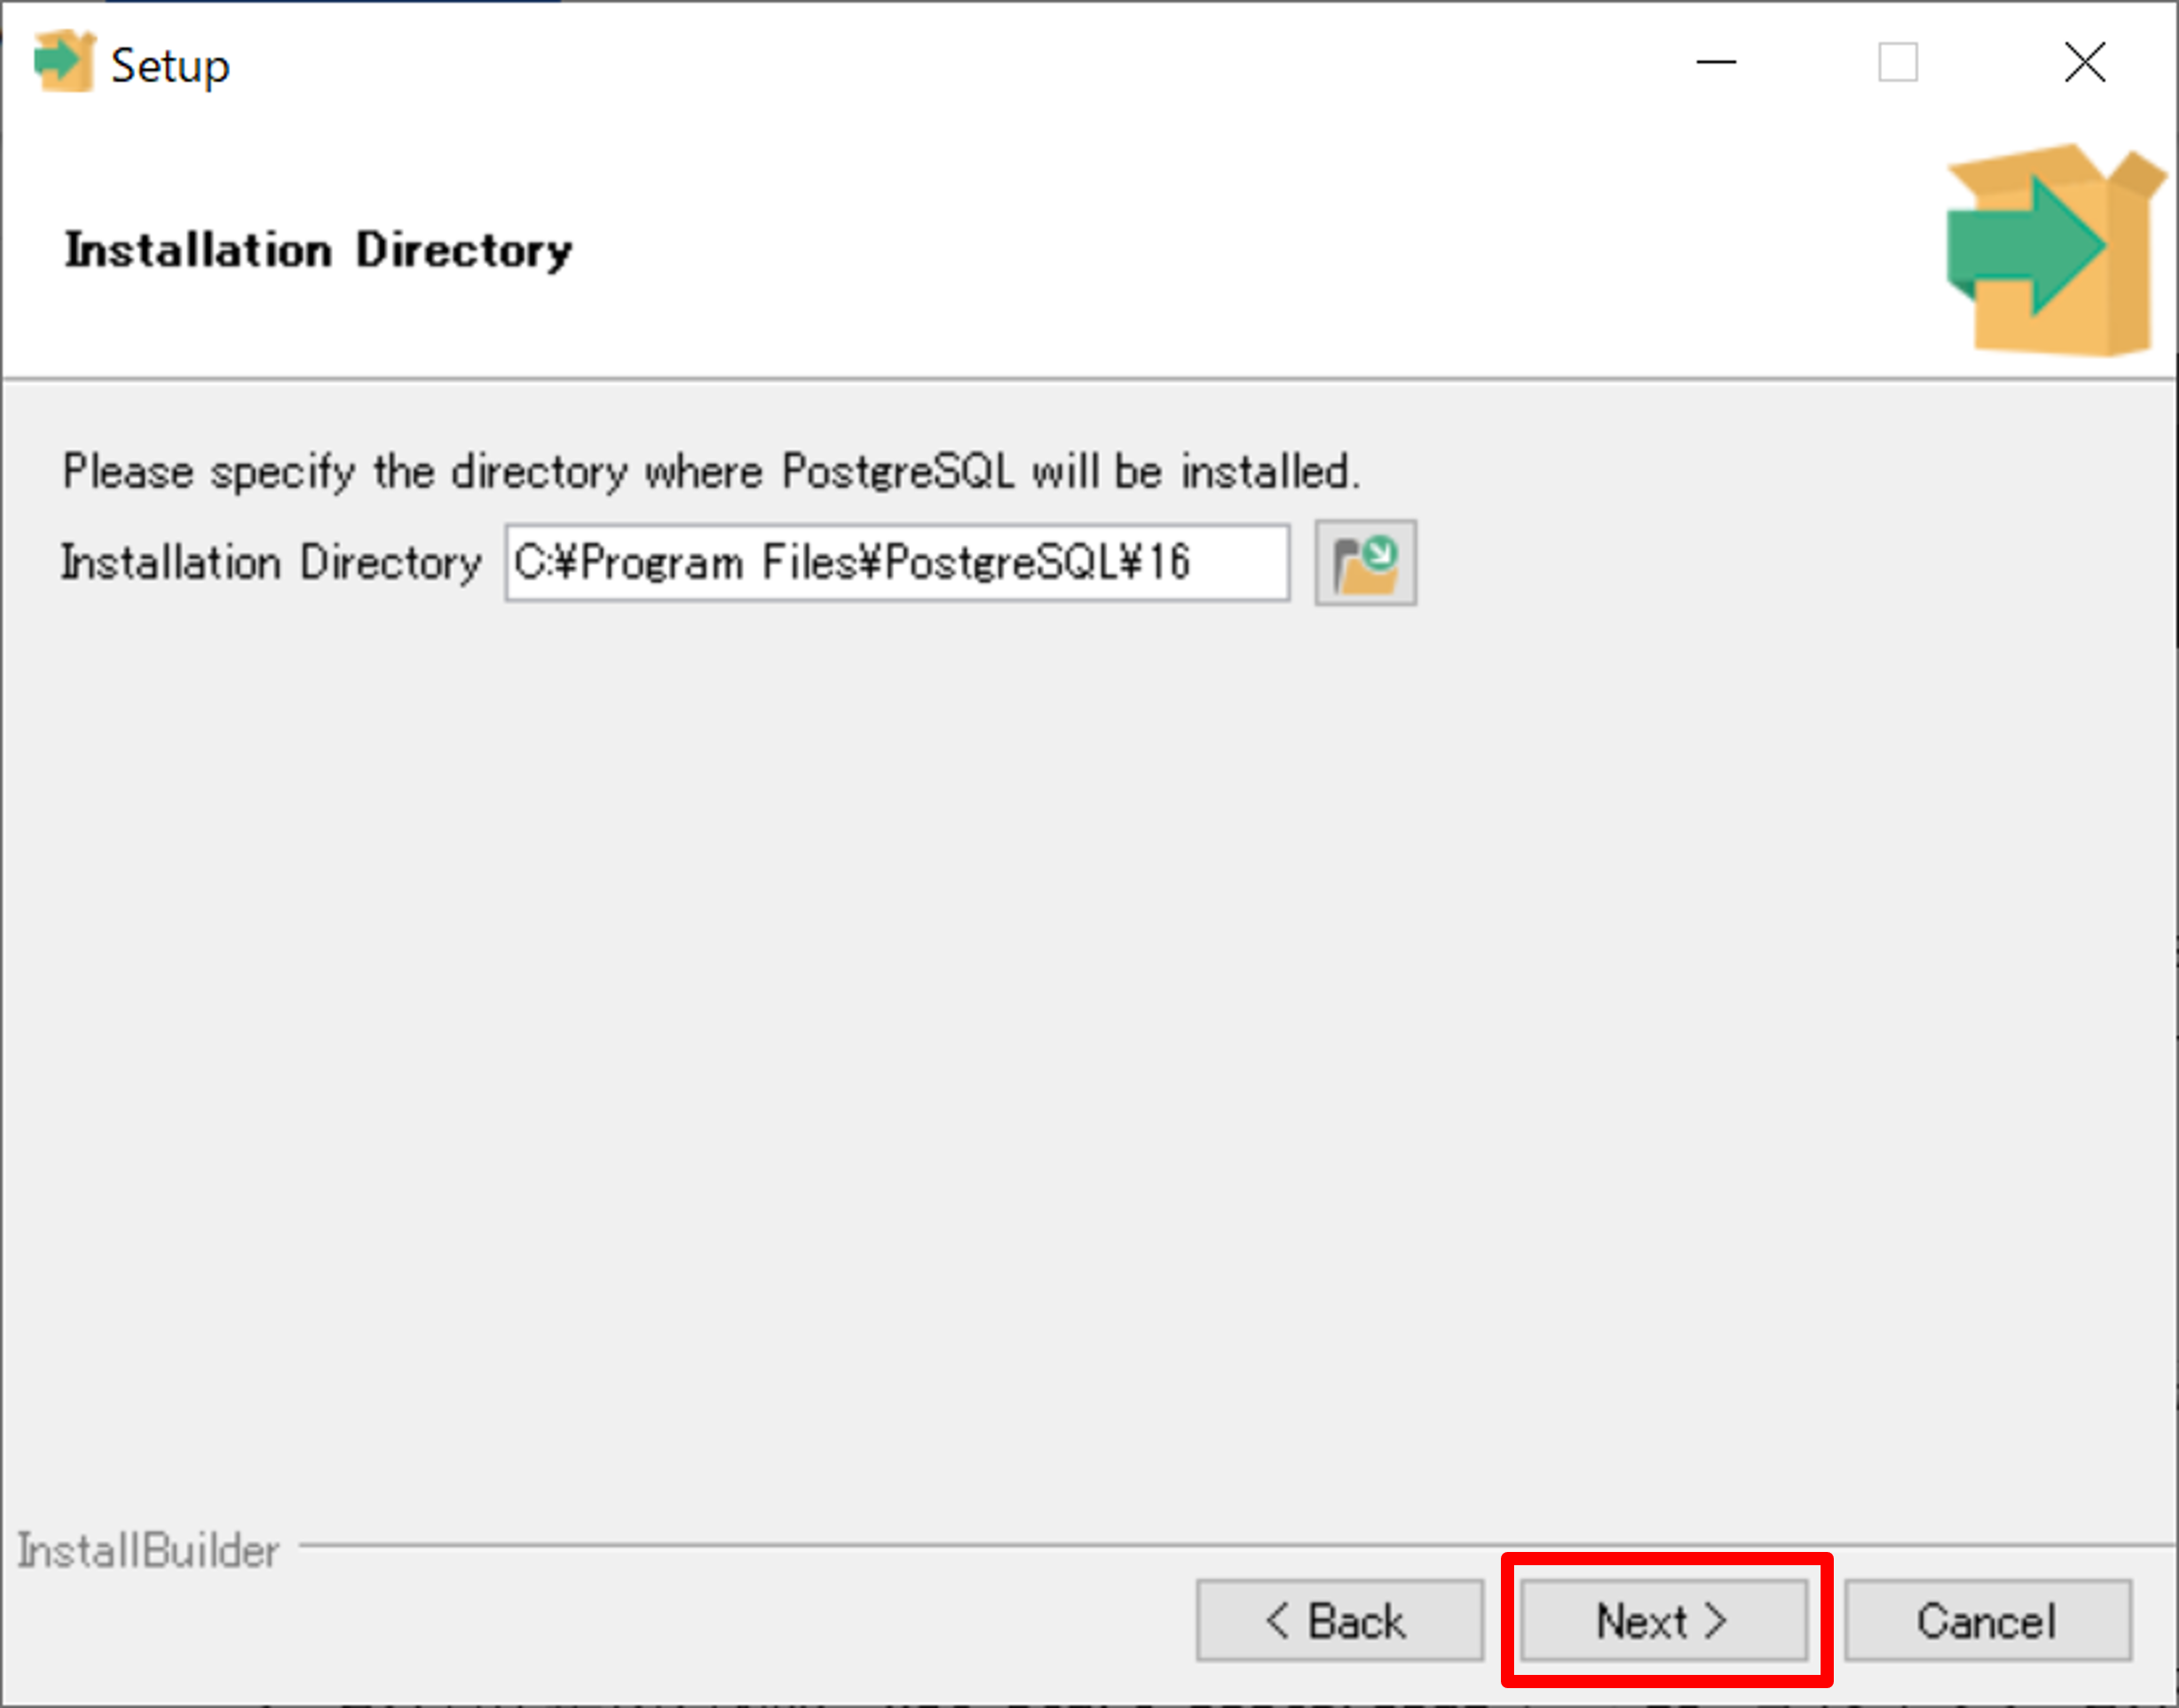 Setup
Installation Directory
Please specify the directory where PostgreSQL will be installed.
Installation Directory C:¥Program Files¥PostgreSQL¥16
InstallBuilder
< Back Next > Cancel